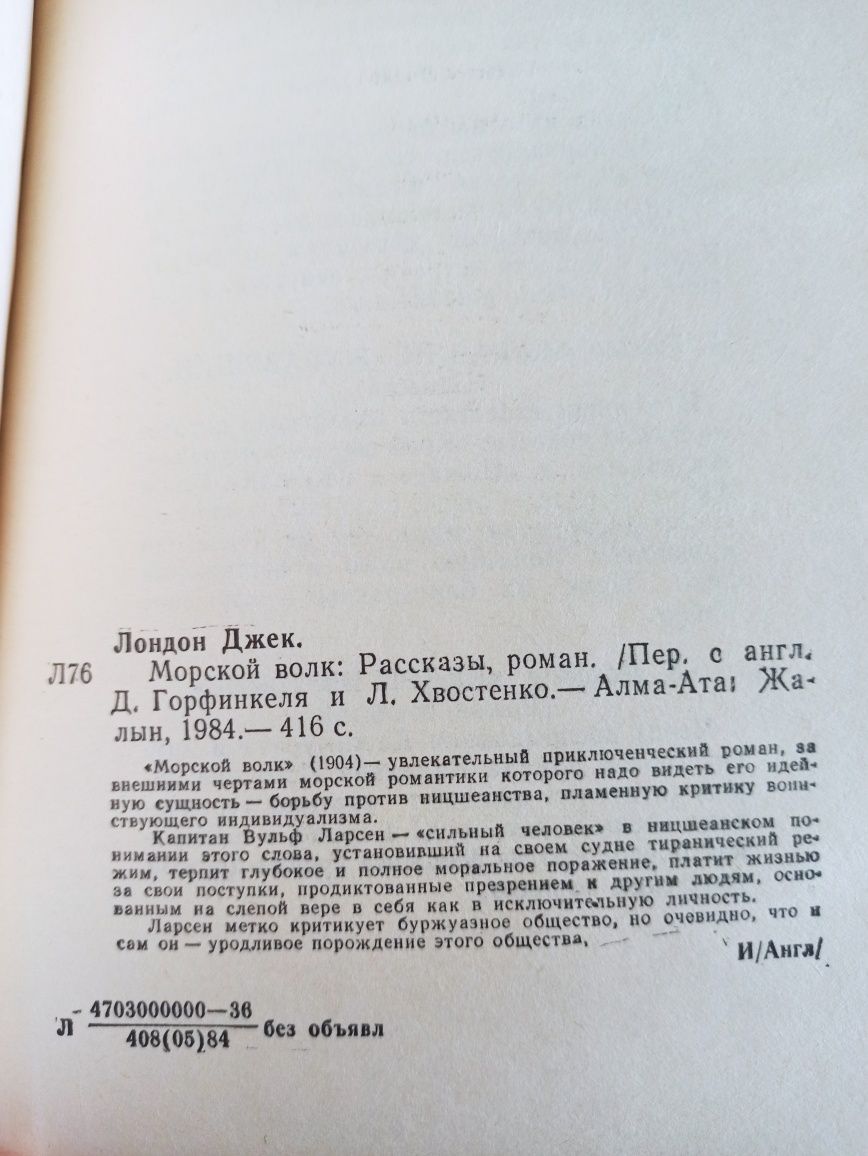 Лондон Джек.
Л76 Морской волк: Рассказы, роман. /Пер. с англ.
Д. Горфинкеля и Л. Хвостенко.— Алма-Ата: Жа-
лын, 1984.— 416 с.
«Морской волк» (1904)— увлекательный приключенческий роман, за
внешними чертами морской романтики которого надо видеть его идей-
ную сущность — борьбу против ницшеанства, пламенную критику воин-
ствующего индивидуализма.
Капитан Вульф Ларсен — «сильный человек» в ницшеанском по-
нимании этого слова, установивший на своем судне тиранический ре-
жим, терпит глубокое и полное моральное поражение, платит жизнью
за свои поступки, продиктованные презрением к другим людям, осно-
ванным на слепой вере в себя как в исключительную личность.
Ларсен метко критикует буржуазное общество, но очевидно, что и
сам он — уродливое порождение этого общества.
И/Англ/
Л 4703000000—36
408(05)84 без объявл